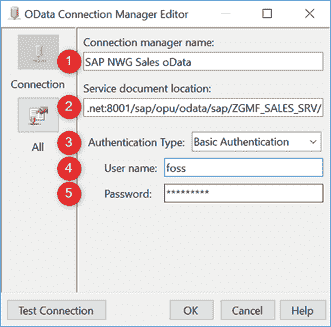 OData Connection Manager Editor
Connection manager name:
1 SAP NWG Sales oData
Connection
Service document location:
2 .net:8001/sap/opu/odata/sap/ZGMF_SALES_SRV/
All
3 Authentication Type: Basic Authentication
4 User name: foss
5 Password: *********
Test Connection OK Cancel Help